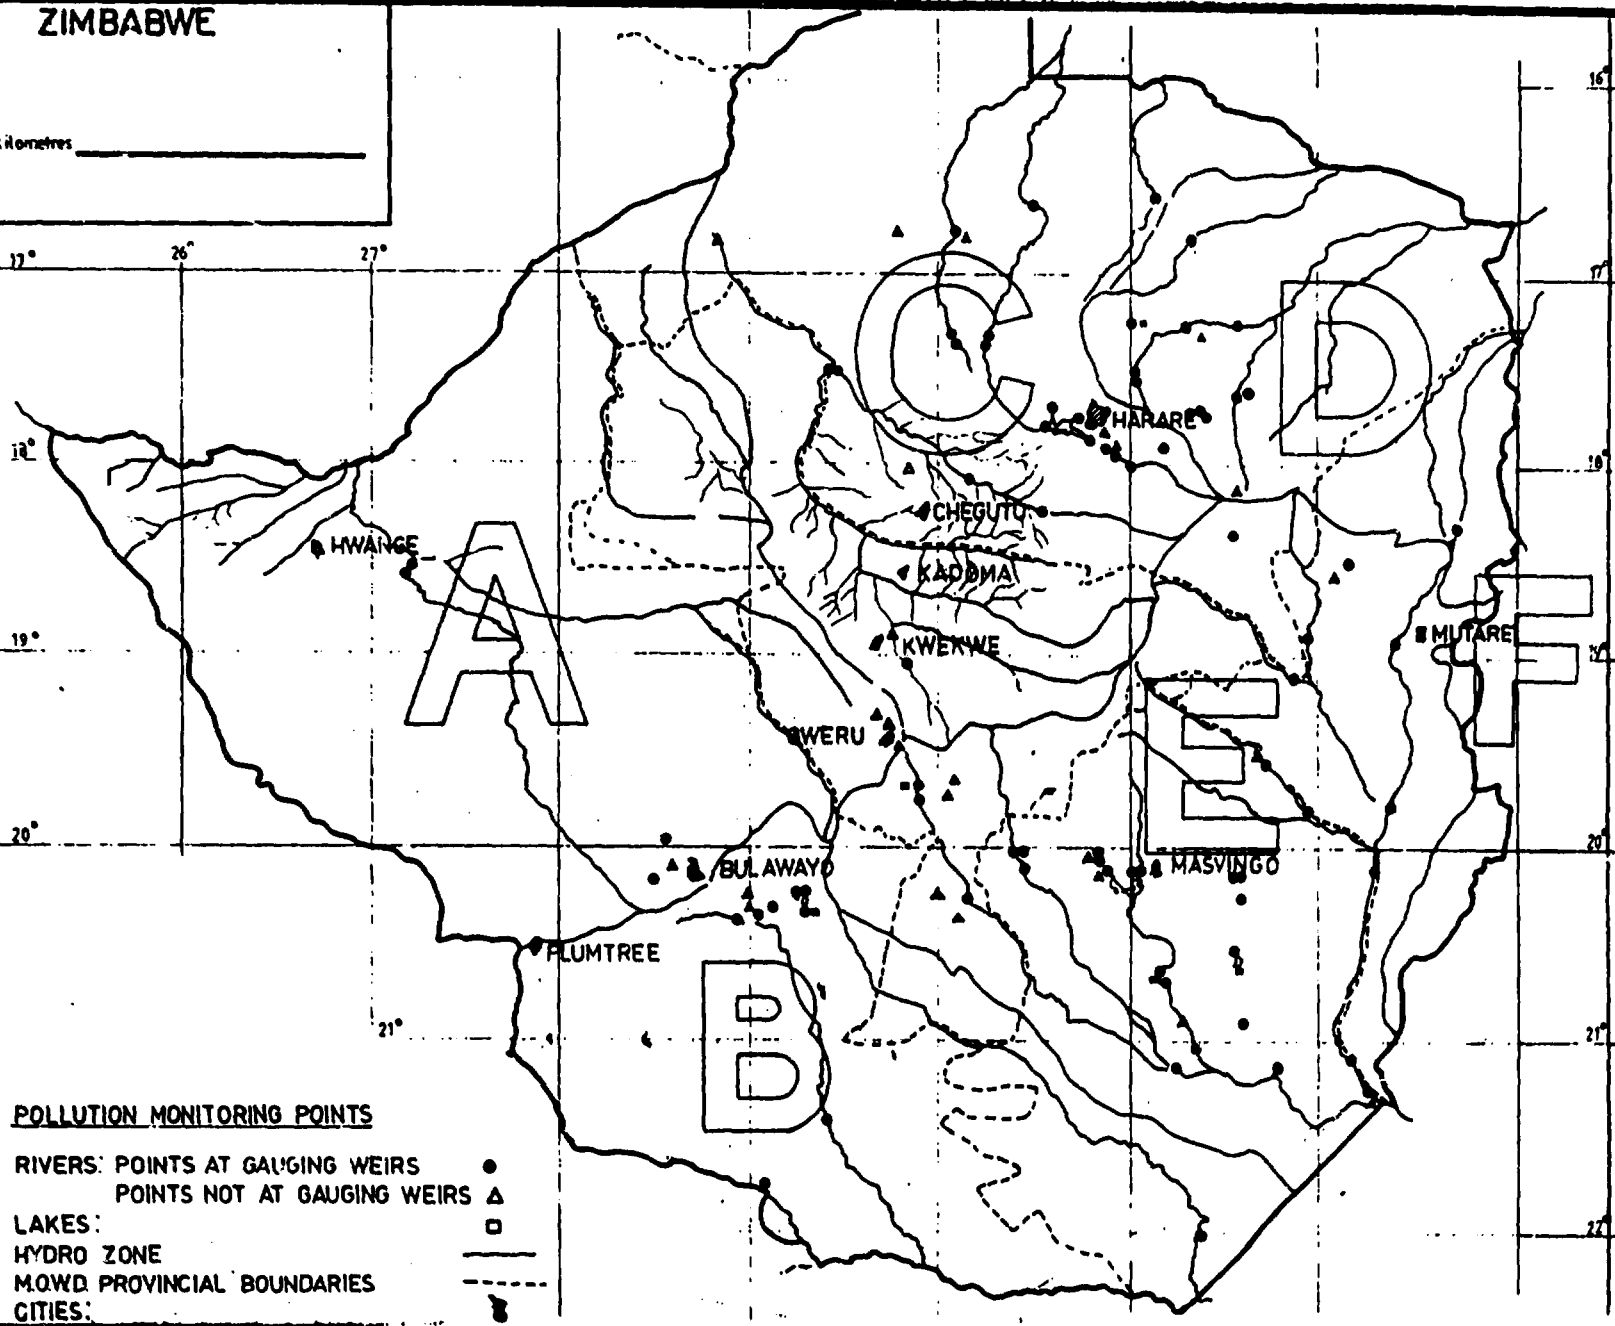 ZIMBABWE
kilometres
16°
17°
26°
27°
17°
C
D
HARARE
18°
18°
CHEGUTU
HWANGE
KADOMA
A
19°
KWEKWE
MUTARE
19°
F
E
GWERU
20°
20°
BULAWAYO
MASVINGO
PLUMTREE
B
21°
21°
POLLUTION MONITORING POINTS
RIVERS: POINTS AT GAUGING WEIRS
POINTS NOT AT GAUGING WEIRS
LAKES:
HYDRO ZONE
22°
M.O.W.D. PROVINCIAL BOUNDARIES
CITIES: